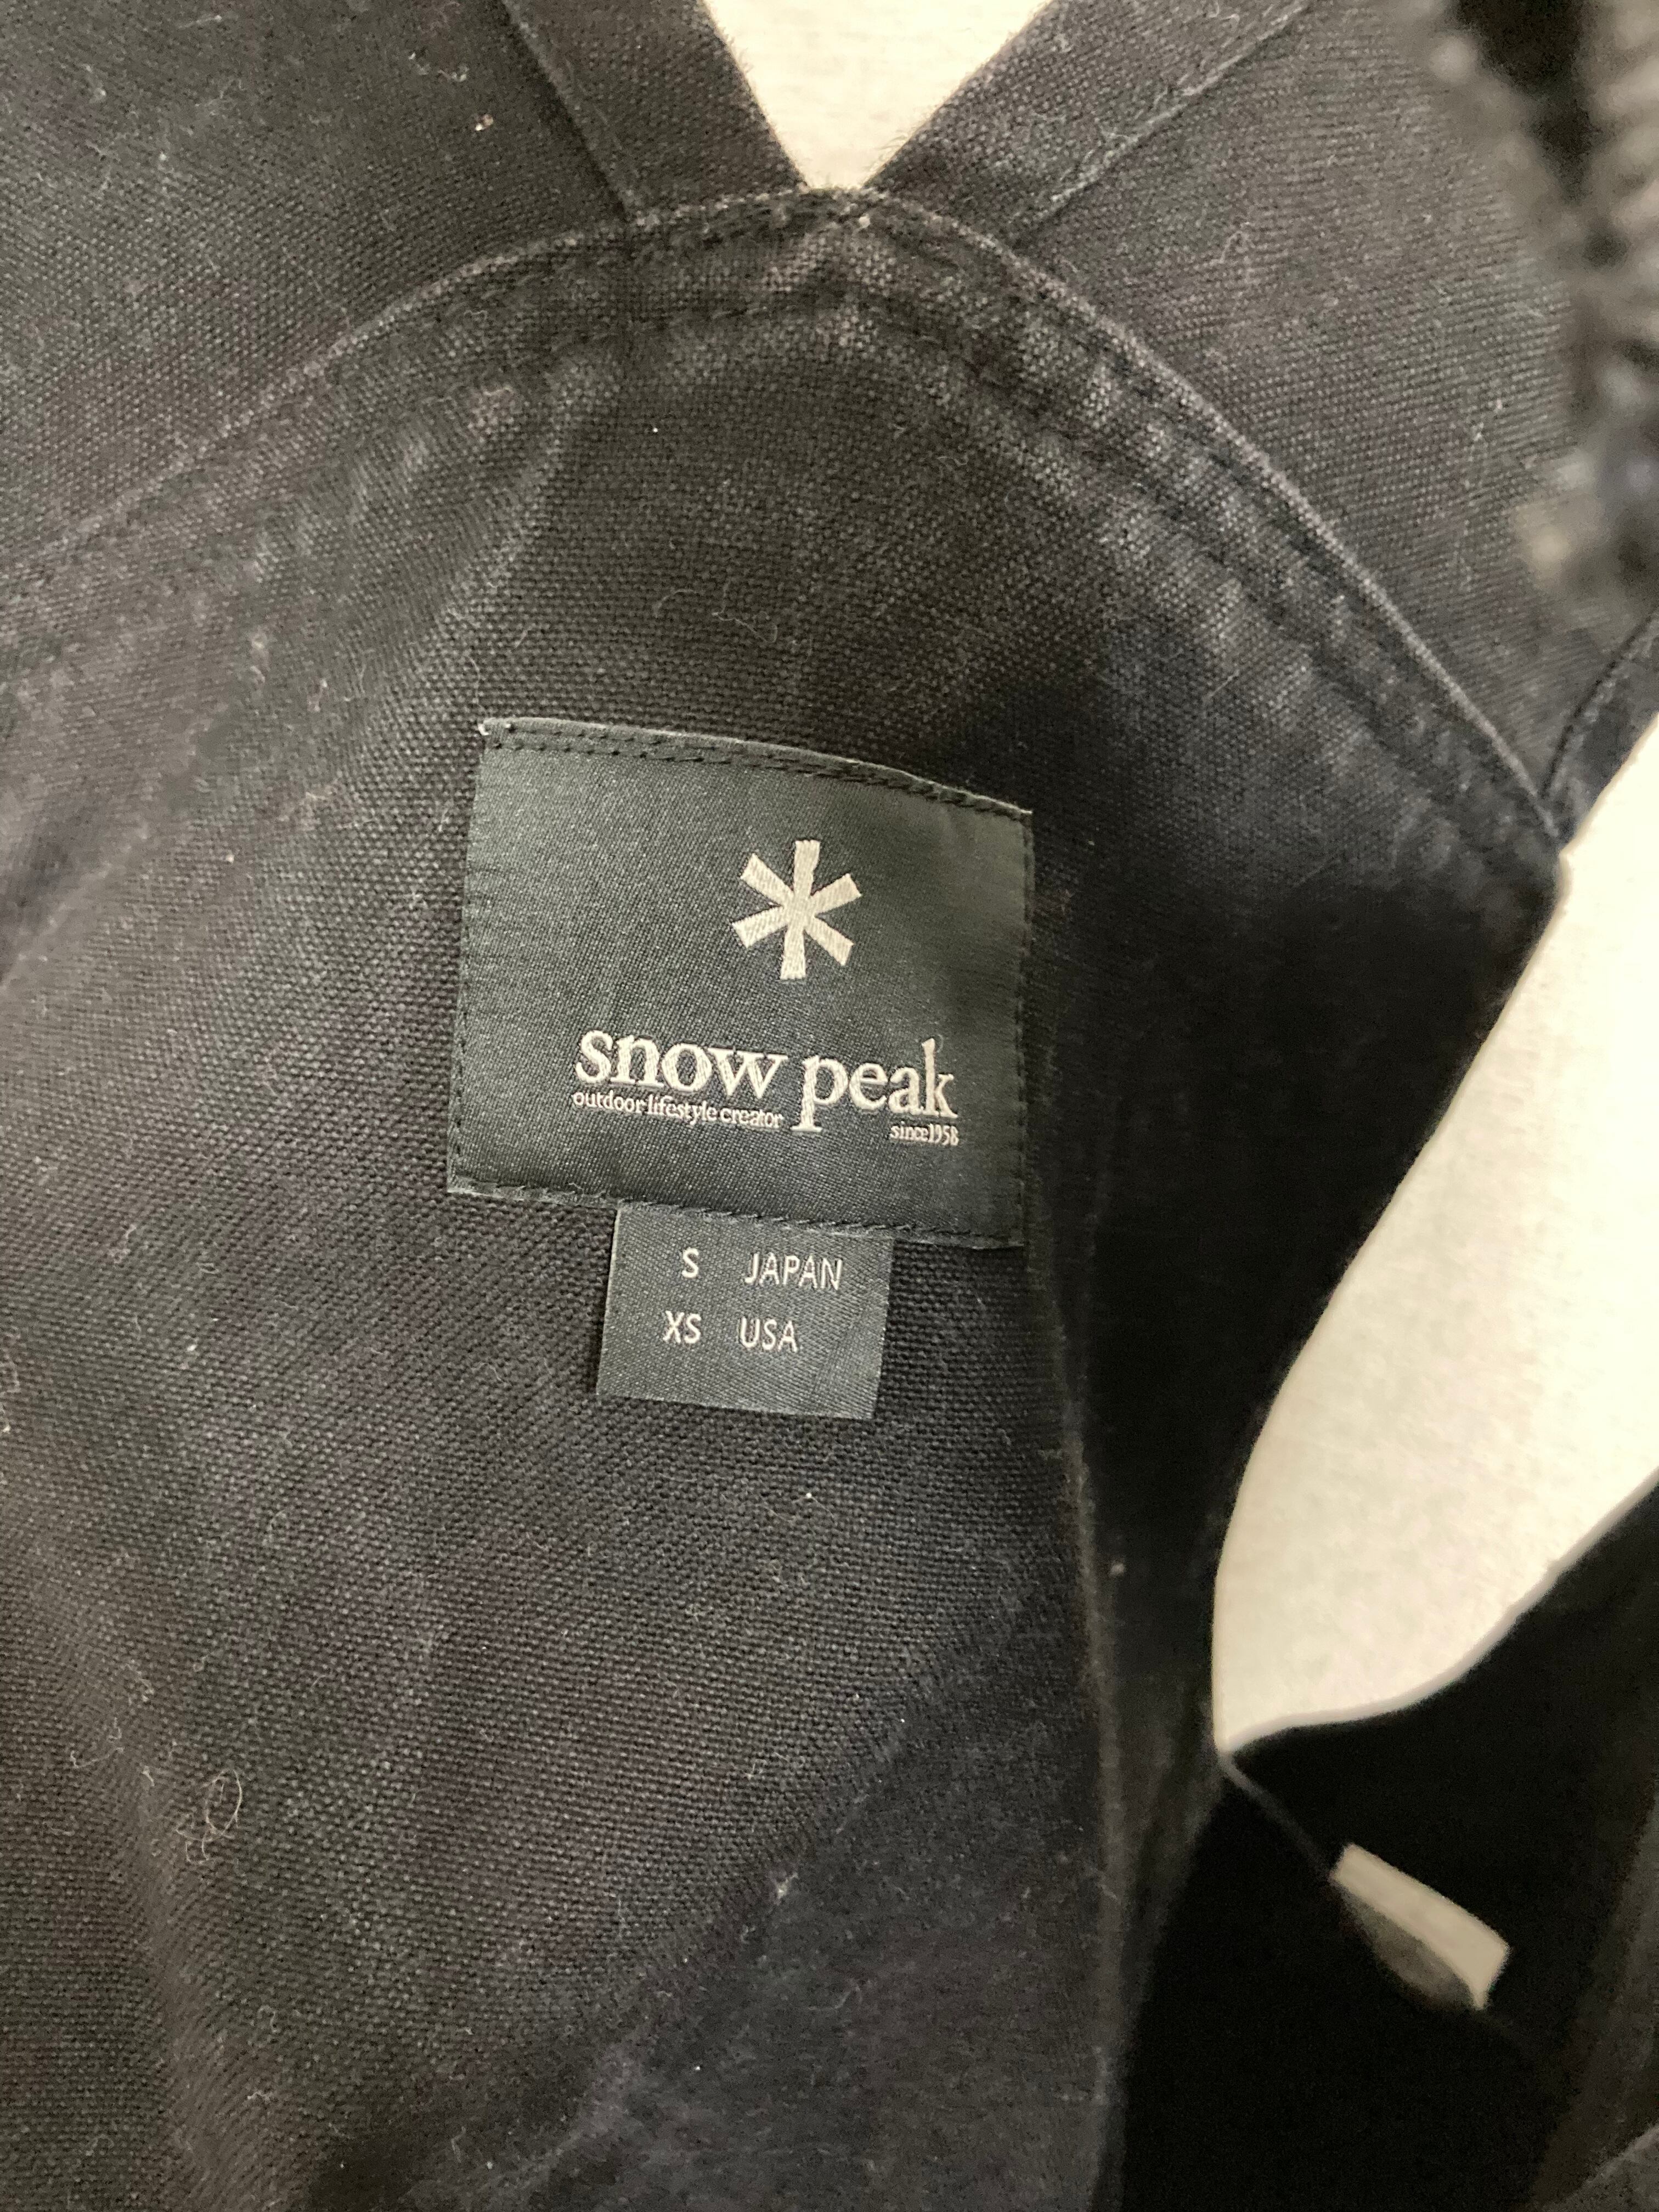 snow peak
outdoor lifestyle creator
since1958
S JAPAN
XS USA